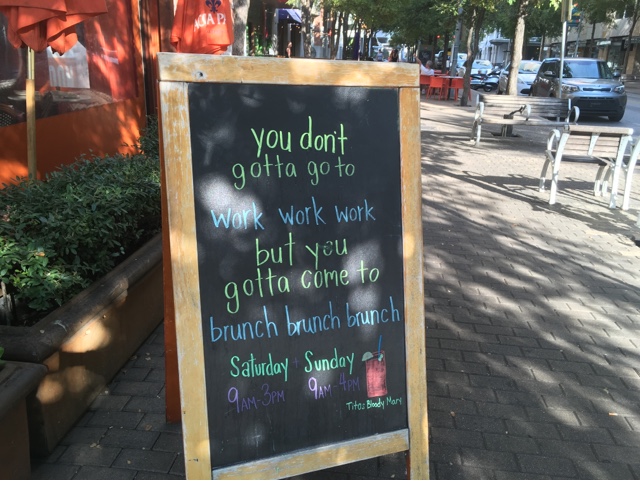 you don't
gotta go to
work work work
but you
gotta come to
brunch brunch brunch
Saturday + Sunday
9AM-3PM 9AM-4PM
Titos Bloody Mary